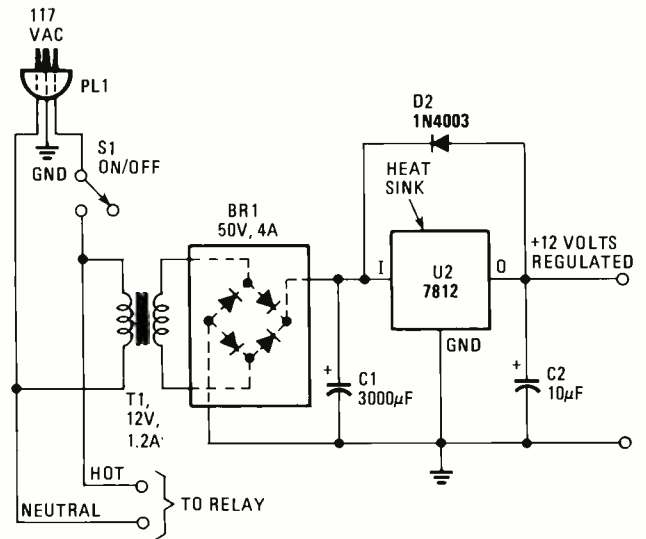 117
VAC
PL1
GND
S1
ON/OFF
BR1
50V, 4A
D2
1N4003
HEAT
SINK
I
U2
7812
O
GND
+12 VOLTS
REGULATED
T1,
12V,
1.2A
+
C1
3000µF
+
C2
10µF
HOT
NEUTRAL
TO RELAY